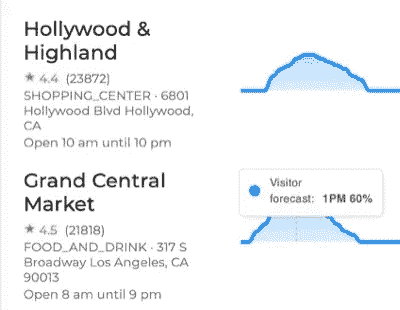 Hollywood &
Highland
★ 4.4 (23872)
SHOPPING_CENTER · 6801
Hollywood Blvd Hollywood,
CA
Open 10 am until 10 pm
Grand Central
Market
★ 4.5 (21818)
FOOD_AND_DRINK · 317 S
Broadway Los Angeles, CA
90013
Open 8 am until 9 pm
Visitor
forecast: 1PM 60%